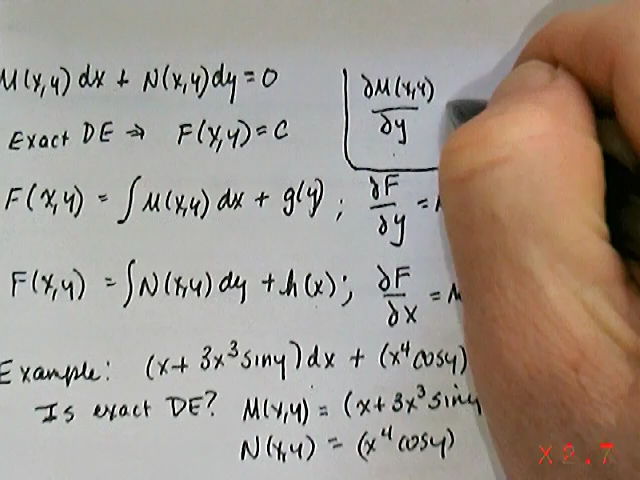 M(x,y) dx + N(x,y) dy = 0
∂M(x,y)/∂y
Exact DE ⇒ F(x,y) = C
F(x,y) = ∫ M(x,y) dx + g(y) ; ∂F/∂y =
F(x,y) = ∫ N(x,y) dy + h(x) ; ∂F/∂x = M
Example: (x + 3x³ siny) dx + (x⁴ cosy)
Is exact DE? M(x,y) = (x + 3x³ siny
N(x,y) = (x⁴ cosy)
X2.7